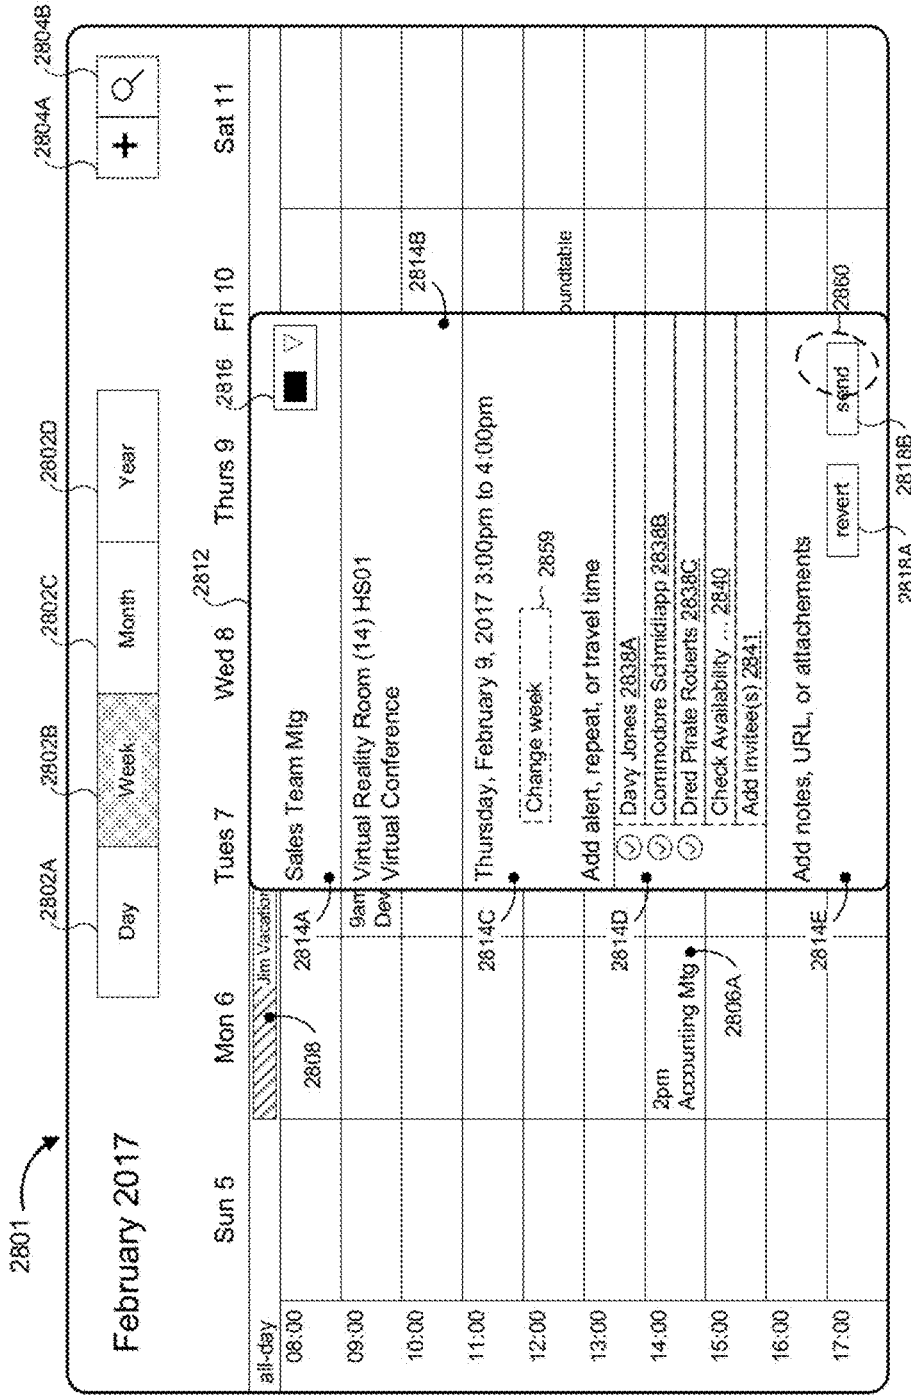 2801
2804A
2804B
February 2017
2802A
2802B
2802C
2802D
Day
Week
Month
Year
+
2812
Sun 5
Mon 6
Tues 7
Wed 8
Thurs 9
Fri 10
Sat 11
all-day
Jim Vacation
2808
2816
08:00
Sales Team Mtg
2814A
09:00
9am
Dev
Virtual Reality Room (14) HS01
Virtual Conference
10:00
2814B
11:00
2814C
Thursday, February 9, 2017 3:00pm to 4:00pm
12:00
Change week
2859
oundtable
13:00
Add alert, repeat, or travel time
2814D
Davy Jones 2838A
14:00
2pm
Accounting Mtg
2806A
Commodore Schmidlapp 2838B
Dred Pirate Roberts 2838C
15:00
Check Availability ... 2840
Add invitee(s) 2841
16:00
Add notes, URL, or attachements
2814E
17:00
revert
send
2860
2818A
2818B